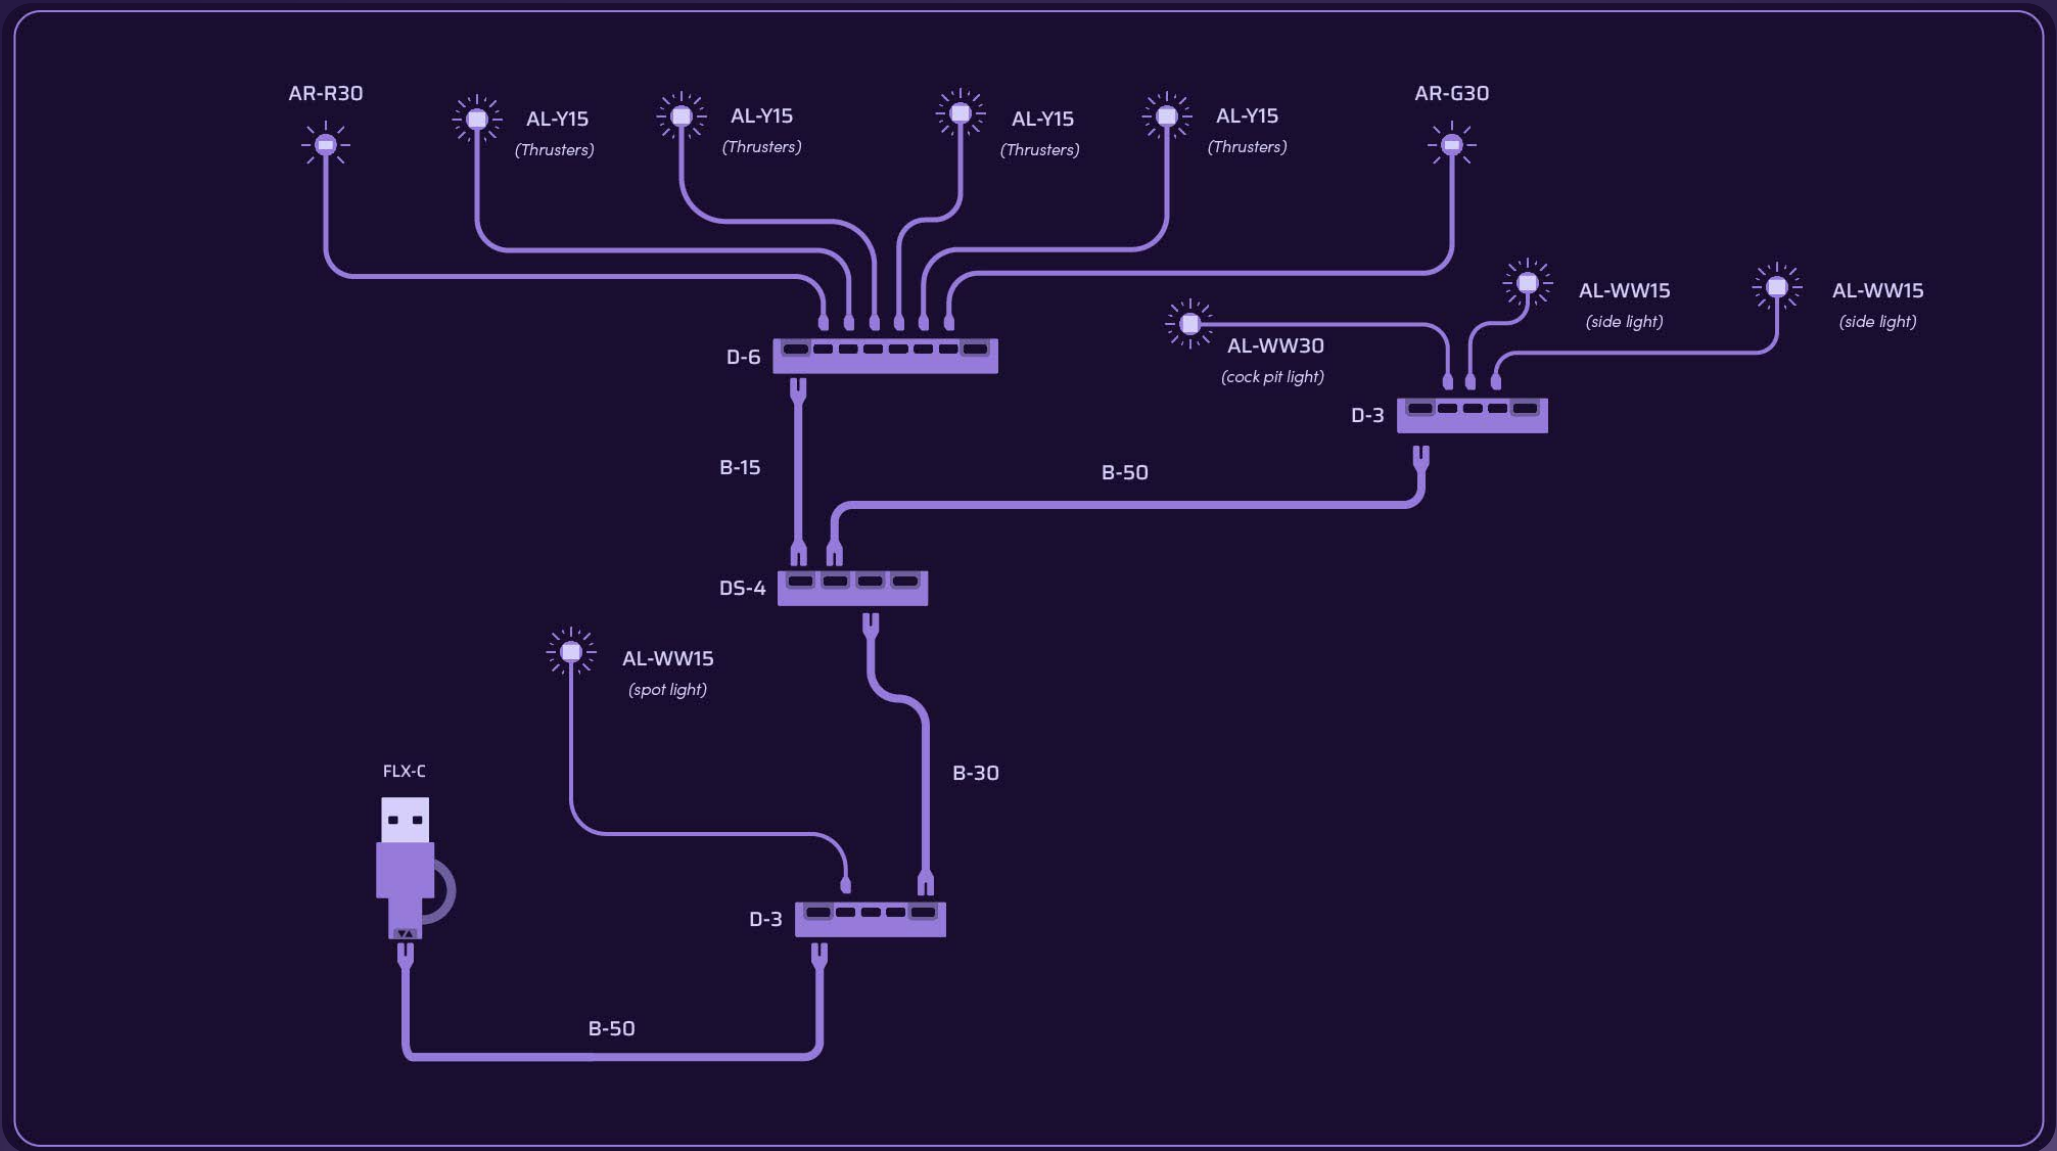 AR-R30
AL-Y15
(Thrusters)
AL-Y15
(Thrusters)
AL-Y15
(Thrusters)
AL-Y15
(Thrusters)
AR-G30
AL-WW15
(side light)
AL-WW15
(side light)
AL-WW30
(cock pit light)
D-6
D-3
B-15
B-50
DS-4
AL-WW15
(spot light)
FLX-C
B-30
D-3
B-50